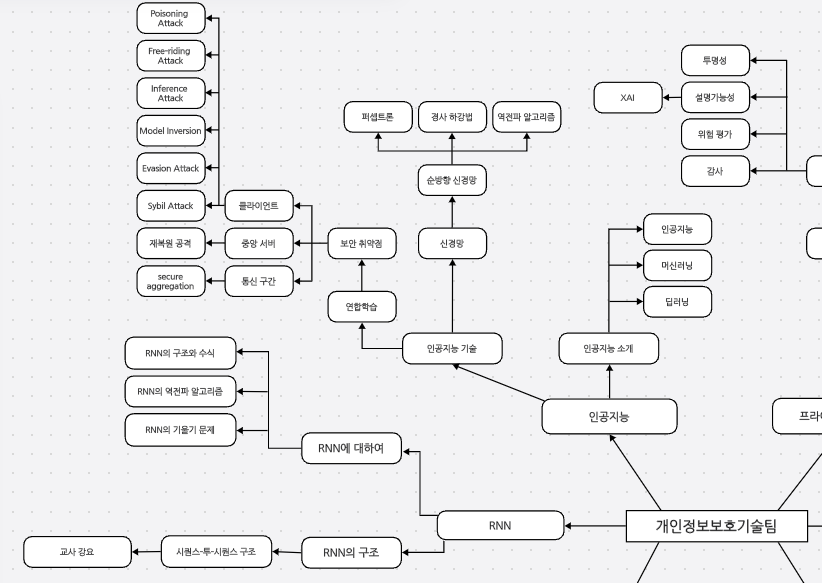 Poisoning
Attack
Free-riding
Attack
Inference
Attack
Model Inversion
Evasion Attack
Sybil Attack
클라이언트
재복원 공격
중앙 서버
보안 취약점
secure
aggregation
통신 구간
연합학습
퍼셉트론
경사 하강법
역전파 알고리즘
순방향 신경망
신경망
인공지능 기술
투명성
XAI
설명가능성
위험 평가
감사
인공지능
머신러닝
딥러닝
인공지능 소개
인공지능
프라
RNN의 구조와 수식
RNN의 역전파 알고리즘
RNN의 기울기 문제
RNN에 대하여
RNN
개인정보보호기술팀
교사 강요
시퀀스-투-시퀀스 구조
RNN의 구조